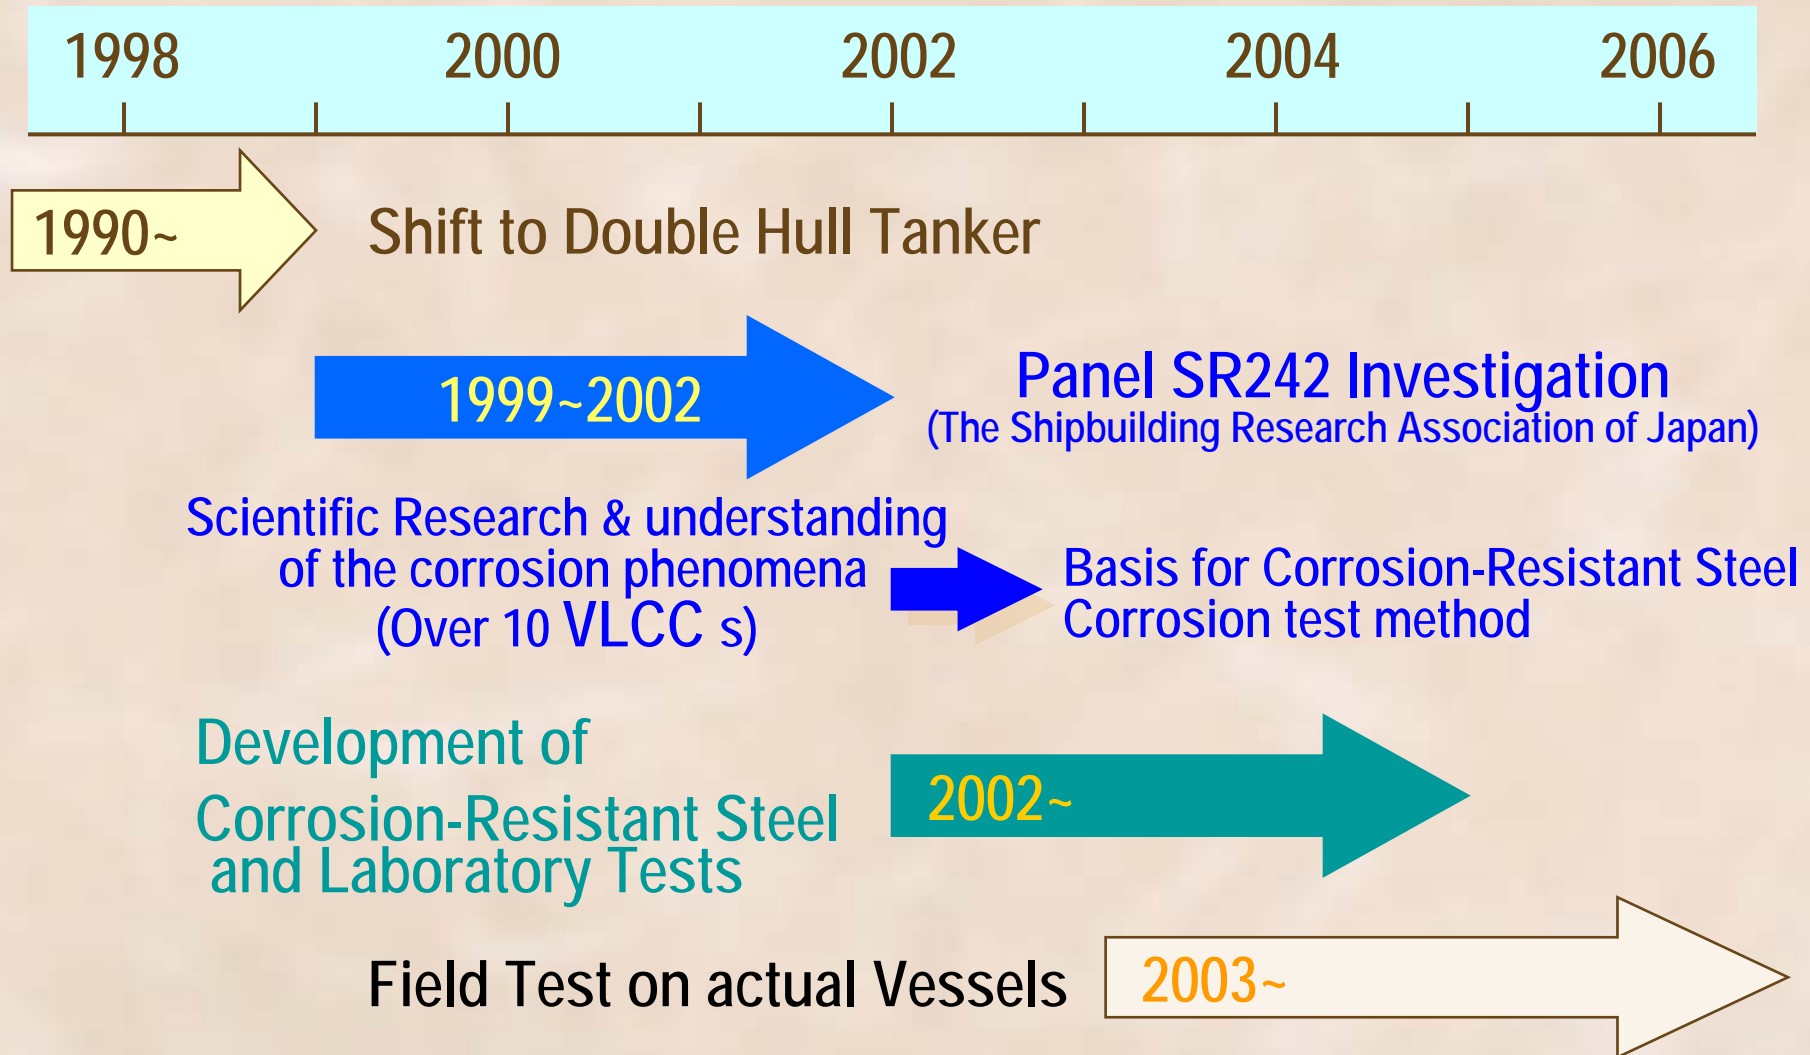 1998 2000 2002 2004 2006
1990~ Shift to Double Hull Tanker
1999~2002
Panel SR242 Investigation
(The Shipbuilding Research Association of Japan)
Scientific Research & understanding
of the corrosion phenomena
(Over 10 VLCC s)
Basis for Corrosion-Resistant Steel
Corrosion test method
Development of
Corrosion-Resistant Steel
and Laboratory Tests
2002~
Field Test on actual Vessels 2003~